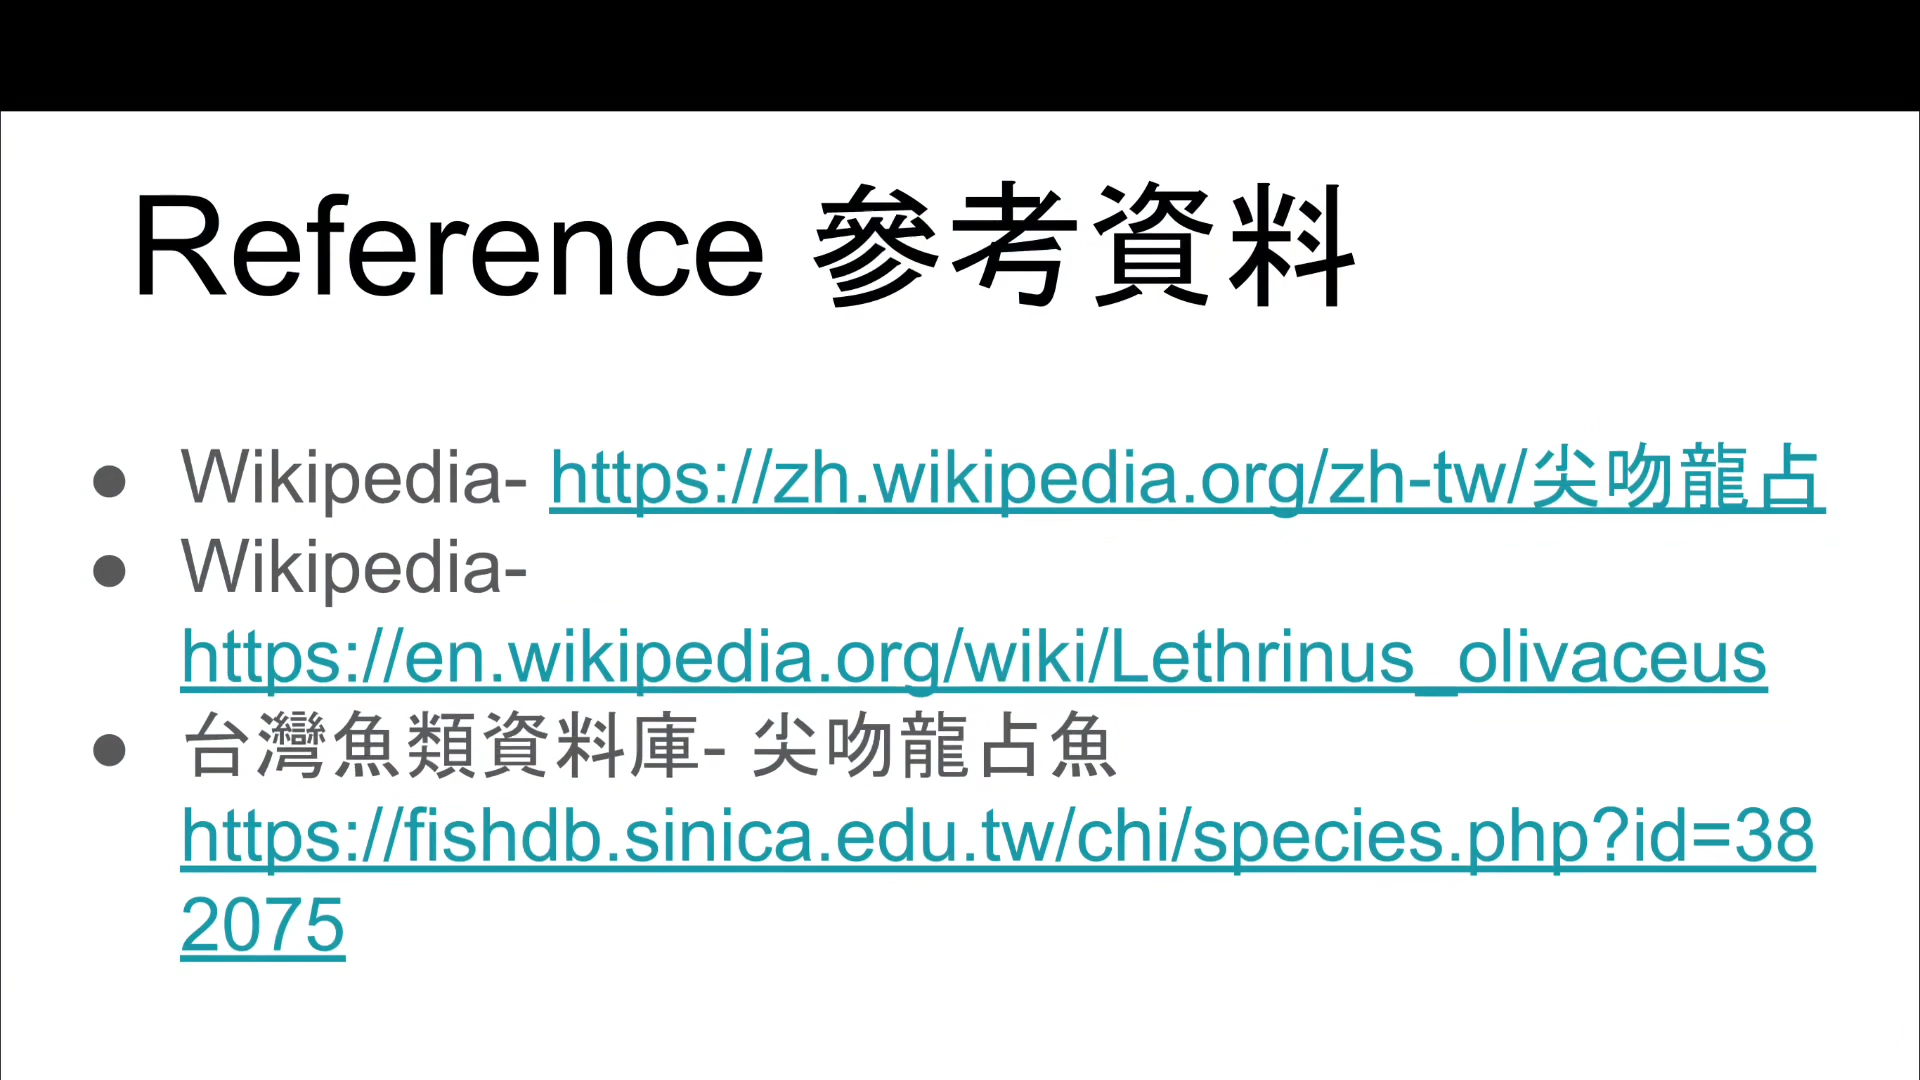 Reference 參考資料
● Wikipedia- https://zh.wikipedia.org/zh-tw/尖吻龍占
● Wikipedia-
https://en.wikipedia.org/wiki/Lethrinus_olivaceus
● 台灣魚類資料庫- 尖吻龍占魚
https://fishdb.sinica.edu.tw/chi/species.php?id=38
2075